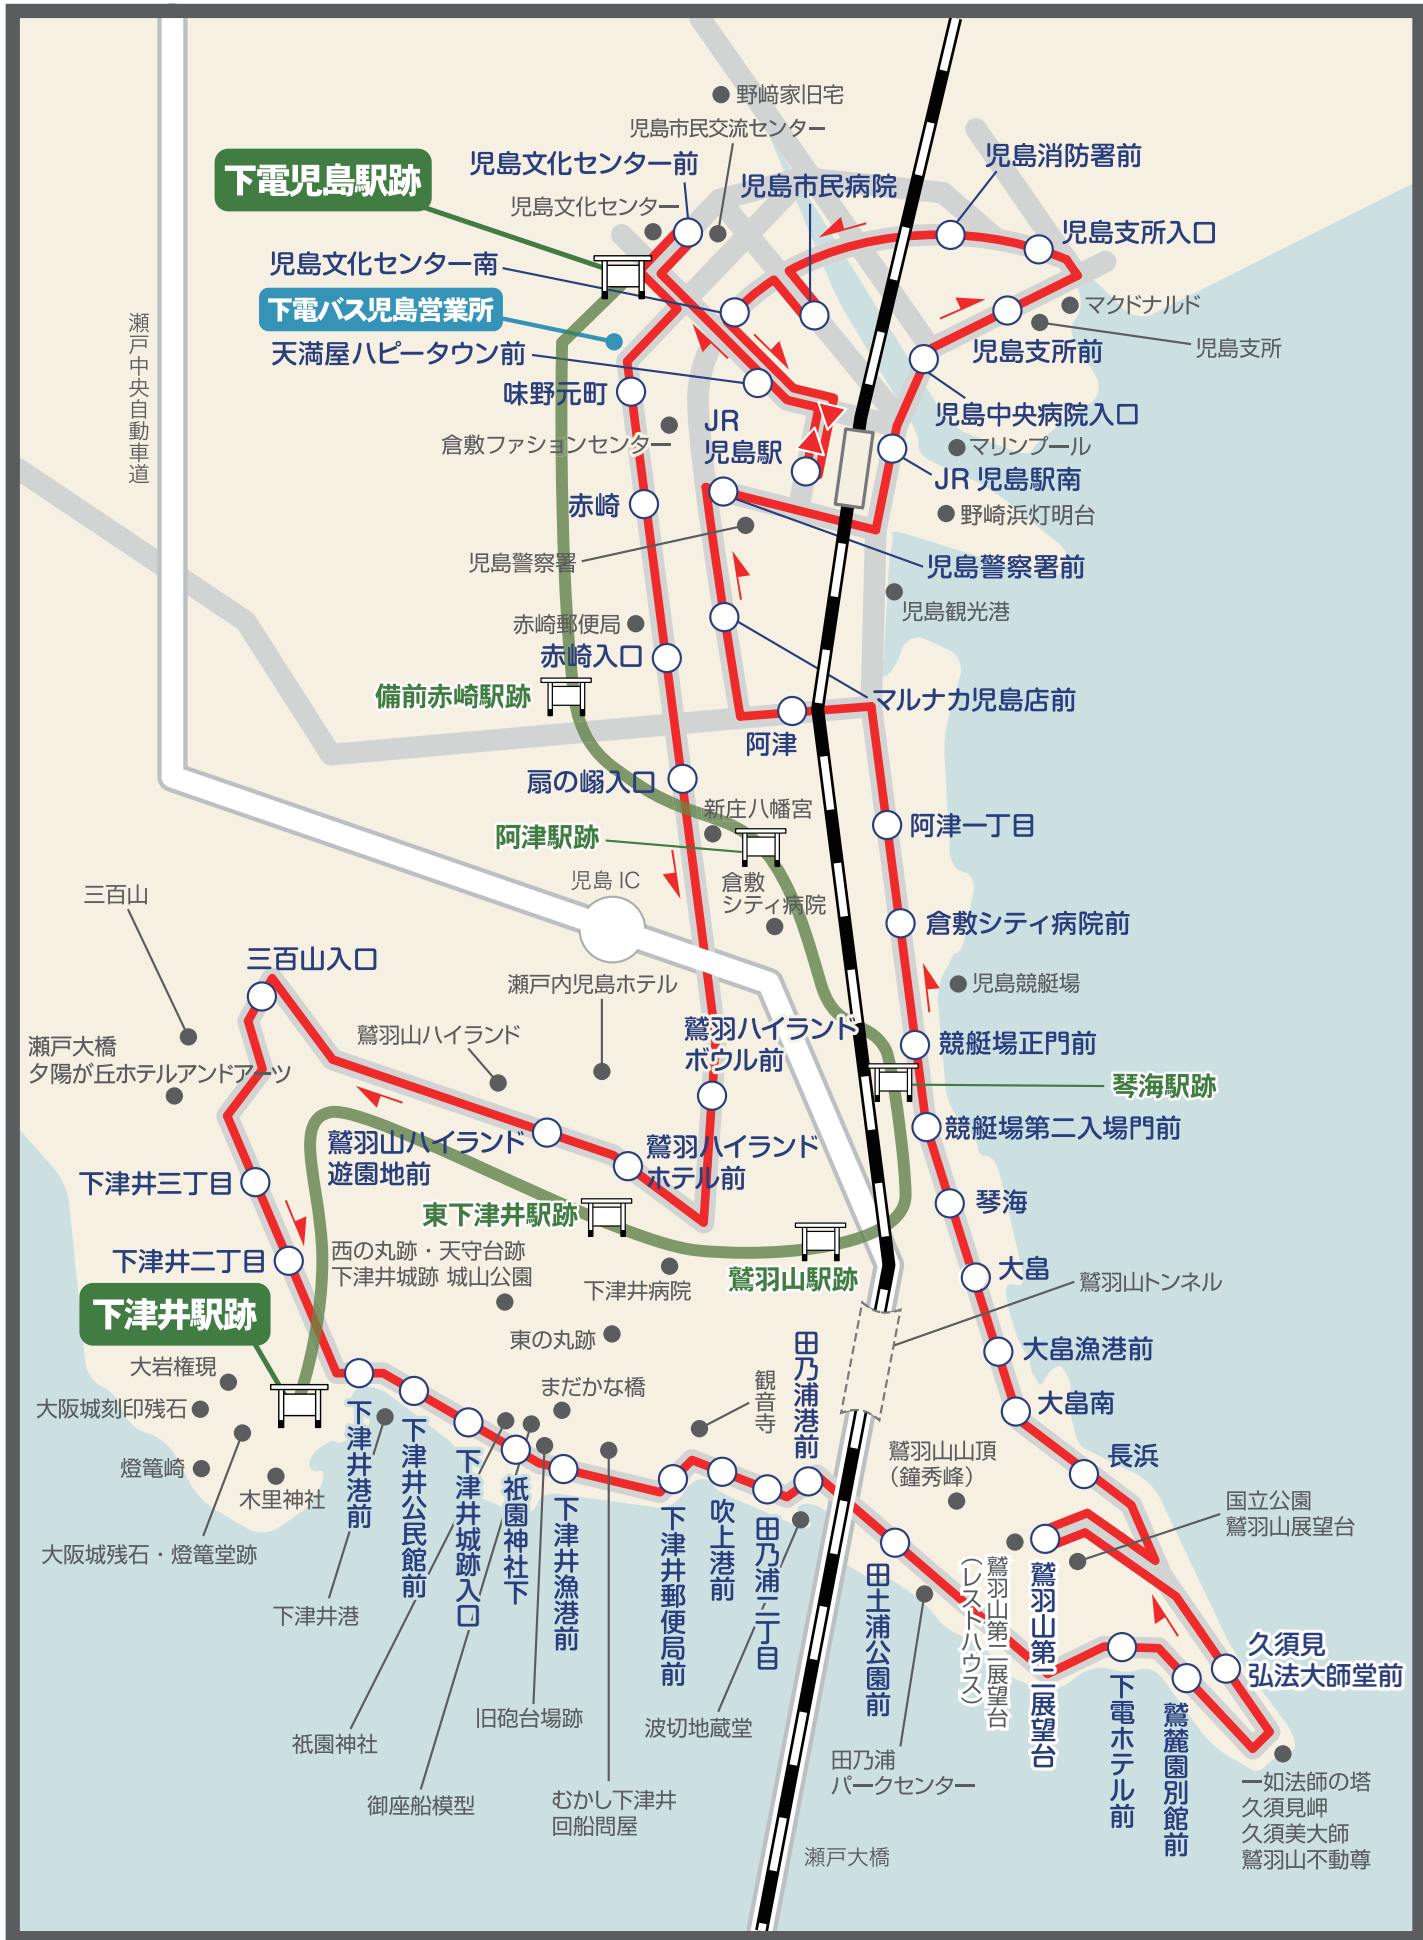 野﨑家旧宅
児島市民交流センター
児島文化センター前
児島消防署前
下電児島駅跡
児島市民病院
児島文化センター
児島支所入口
児島文化センター南
下電バス児島営業所
マクドナルド
瀬戸中央自動車道
児島支所
天満屋ハピータウン前
児島支所前
味野元町
児島中央病院入口
JR
児島駅
倉敷ファションセンター
マリンプール
JR 児島駅南
赤崎
野崎浜灯明台
児島警察署
児島警察署前
児島観光港
赤崎郵便局
赤崎入口
備前赤崎駅跡
マルナカ児島店前
阿津
扇の嵶入口
新庄八幡宮
阿津一丁目
阿津駅跡
児島 IC
倉敷
シティ病院
三百山
倉敷シティ病院前
三百山入口
瀬戸内児島ホテル
児島競艇場
鷲羽山ハイランド
鷲羽ハイランド
ボウル前
瀬戸大橋
夕陽が丘ホテルアンドアーツ
競艇場正門前
琴海駅跡
鷲羽山ハイランド
遊園地前
鷲羽ハイランド
ホテル前
競艇場第二入場門前
下津井三丁目
東下津井駅跡
琴海
下津井二丁目
西の丸跡・天守台跡
下津井城跡 城山公園
下津井病院
鷲羽山駅跡
大畠
鷲羽山トンネル
下津井駅跡
東の丸跡
田乃浦港前
大畠漁港前
大岩権現
まだかな橋
観音寺
大畠南
大阪城刻印残石
下津井港前
下津井公民館前
下津井城跡入口
祇園神社下
下津井漁港前
下津井郵便局前
吹上港前
田乃浦二丁目
鷲羽山山頂
（鐘秀峰）
長浜
燈篭崎
木里神社
国立公園
鷲羽山展望台
大阪城残石・燈篭堂跡
田土浦公園前
鷲羽山第二展望台
（レストハウス）
鷲羽山第二展望台
下津井港
久須見
弘法大師堂前
下電ホテル前
鷲麓園別館前
祇園神社
旧砲台場跡
波切地蔵堂
田乃浦
パークセンター
御座船模型
むかし下津井
回船問屋
一如法師の塔
久須見岬
久須美大師
鷲羽山不動尊
瀬戸大橋